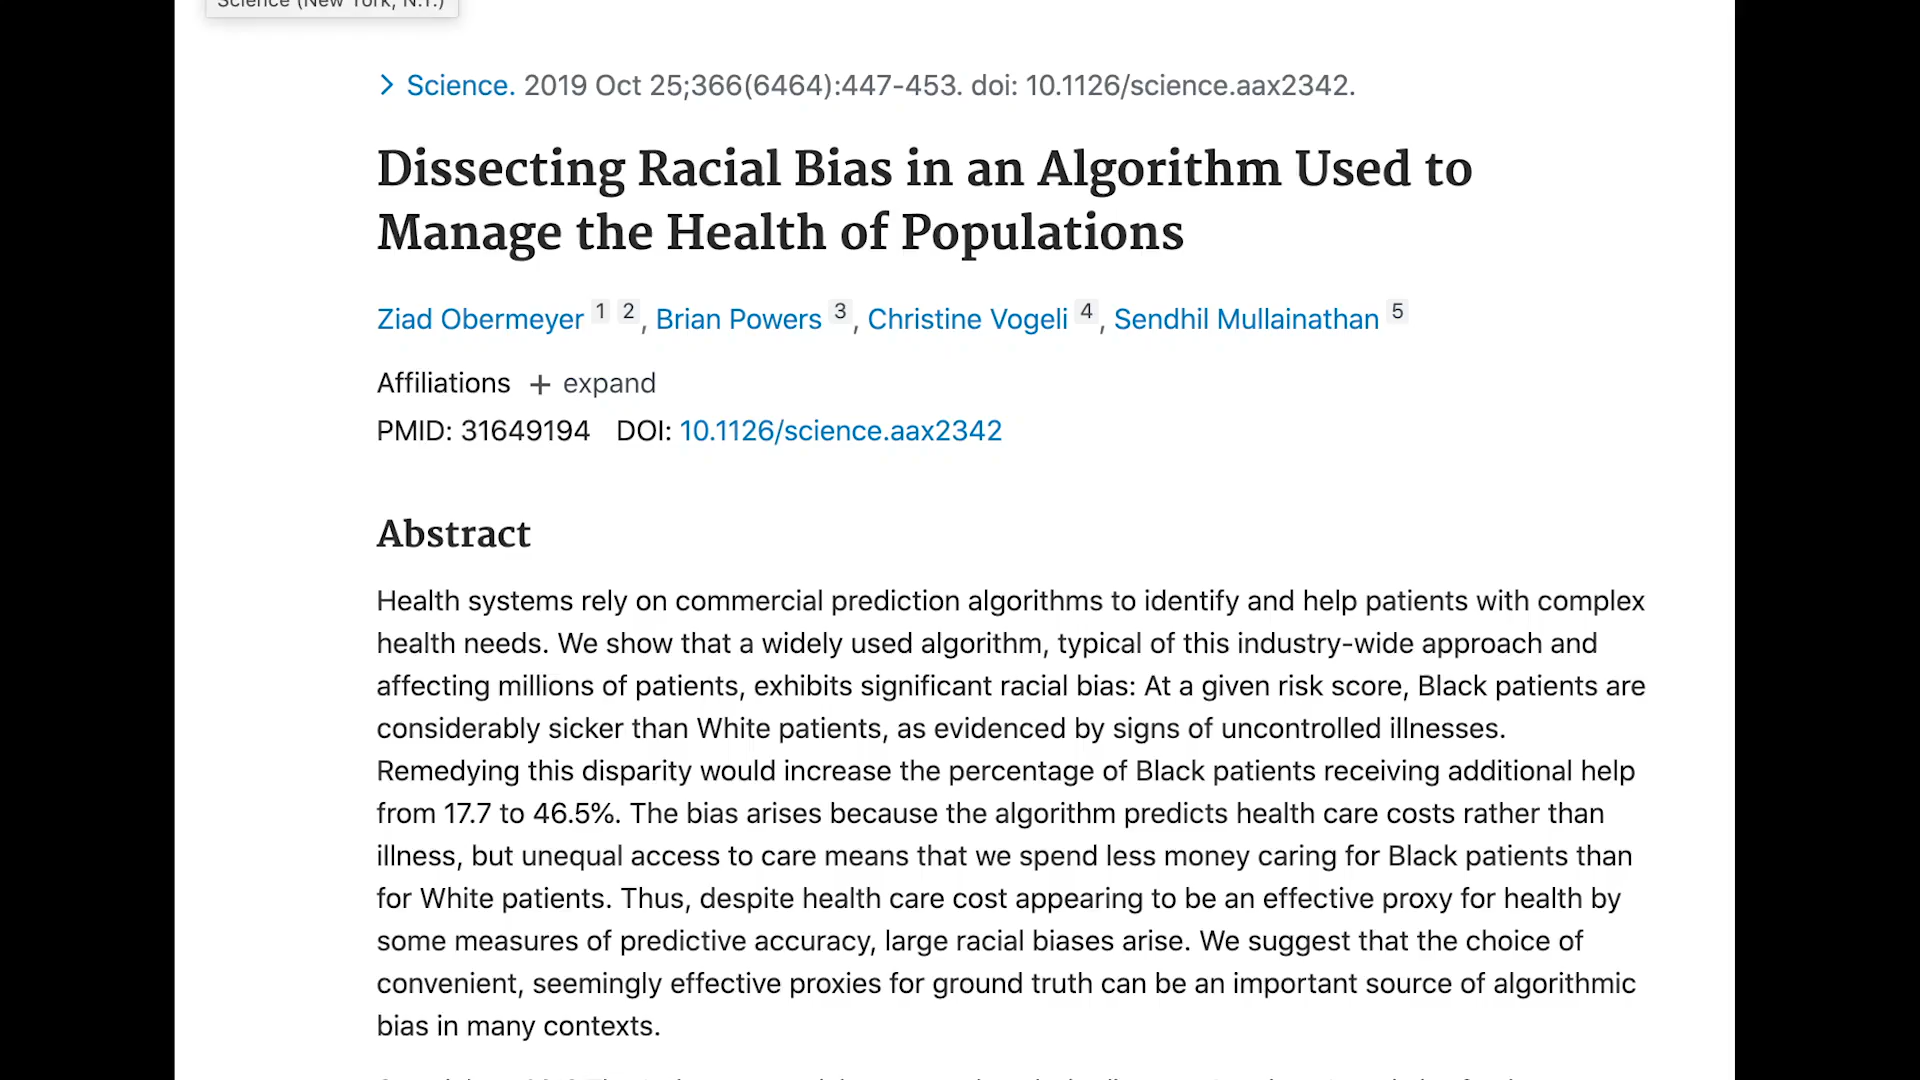 Science (New York, N.Y.)
Science. 2019 Oct 25;366(6464):447-453. doi: 10.1126/science.aax2342.
Dissecting Racial Bias in an Algorithm Used to
Manage the Health of Populations
Ziad Obermeyer 1 2, Brian Powers 3, Christine Vogeli 4, Sendhil Mullainathan 5
Affiliations + expand
PMID: 31649194 DOI: 10.1126/science.aax2342
Abstract
Health systems rely on commercial prediction algorithms to identify and help patients with complex
health needs. We show that a widely used algorithm, typical of this industry-wide approach and
affecting millions of patients, exhibits significant racial bias: At a given risk score, Black patients are
considerably sicker than White patients, as evidenced by signs of uncontrolled illnesses.
Remedying this disparity would increase the percentage of Black patients receiving additional help
from 17.7 to 46.5%. The bias arises because the algorithm predicts health care costs rather than
illness, but unequal access to care means that we spend less money caring for Black patients than
for White patients. Thus, despite health care cost appearing to be an effective proxy for health by
some measures of predictive accuracy, large racial biases arise. We suggest that the choice of
convenient, seemingly effective proxies for ground truth can be an important source of algorithmic
bias in many contexts.